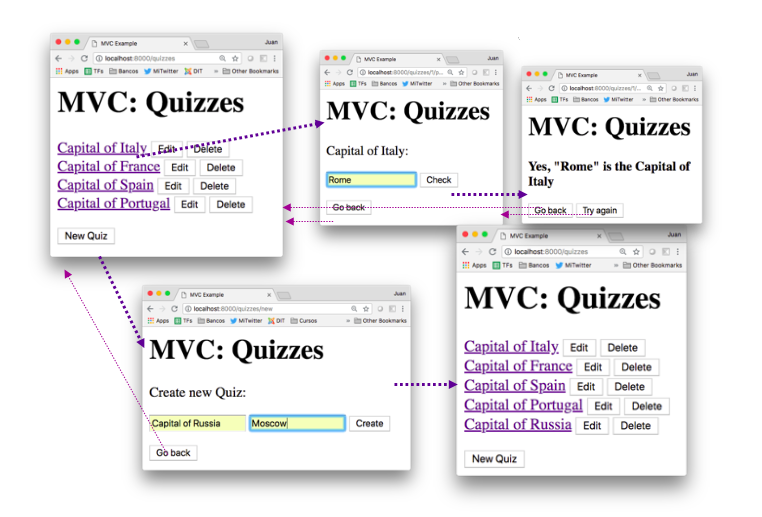 MVC Example
Juan
localhost:8000/quizzes
Apps TFs Bancos MiTwitter DIT » Other Bookmarks
MVC: Quizzes
Capital of Italy Edit Delete
Capital of France Edit Delete
Capital of Spain Edit Delete
Capital of Portugal Edit Delete
New Quiz
MVC Example
Juan
localhost:8000/quizzes/1/p...
Apps TFs Bancos MiTwitter » Other Bookmarks
MVC: Quizzes
Capital of Italy:
Rome Check
Go back
MVC Example
Juan
localhost:8000/quizzes/1/...
Apps TFs Bancos MiTwitter » Other Bookmarks
MVC: Quizzes
Yes, "Rome" is the Capital of
Italy
Go back Try again
MVC Example
Juan
localhost:8000/quizzes/new
Apps TFs Bancos MiTwitter DIT Cursos » Other Bookmarks
MVC: Quizzes
Create new Quiz:
Capital of Russia Moscow Create
Go back
MVC Example
Juan
localhost:8000/quizzes
Apps TFs Bancos MiTwitter » Other Bookmarks
MVC: Quizzes
Capital of Italy Edit Delete
Capital of France Edit Delete
Capital of Spain Edit Delete
Capital of Portugal Edit Delete
Capital of Russia Edit Delete
New Quiz